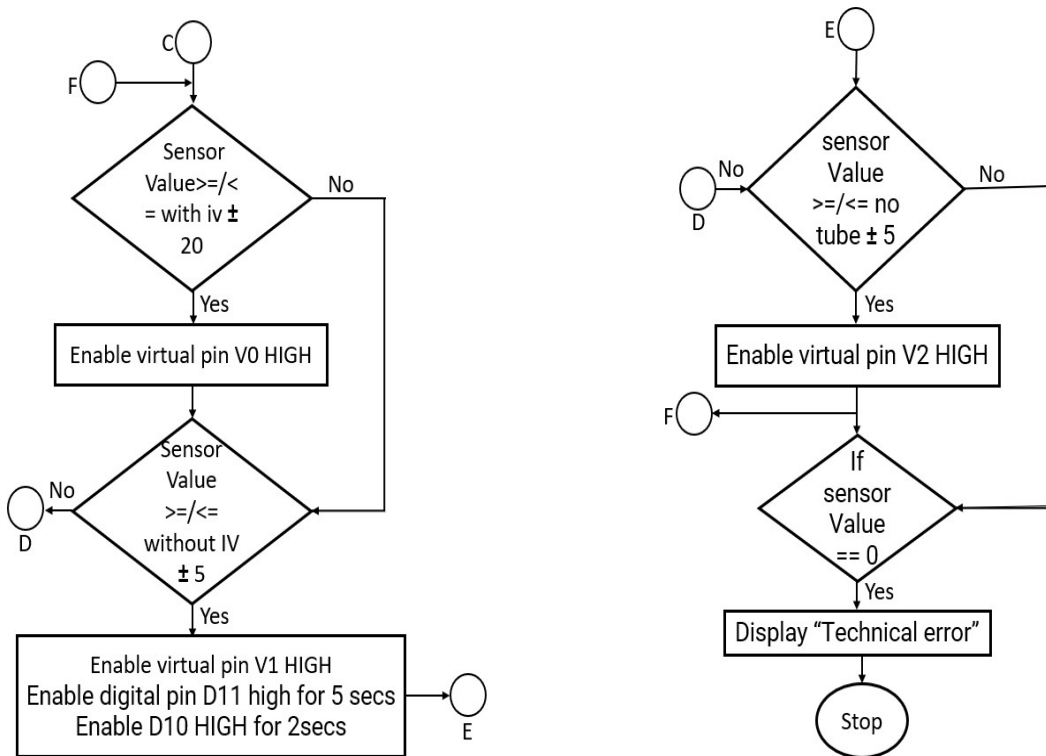 C
F
Sensor
Value>=/<
= with iv ±
20
No
Yes
Enable virtual pin V0 HIGH
Sensor
Value
>=/<=
without IV
± 5
No
D
Yes
Enable virtual pin V1 HIGH
Enable digital pin D11 high for 5 secs
Enable D10 HIGH for 2secs
E
E
sensor
Value
>=/<= no
tube ± 5
No
D
No
Yes
Enable virtual pin V2 HIGH
F
If
sensor
Value
== 0
Yes
Display “Technical error”
Stop